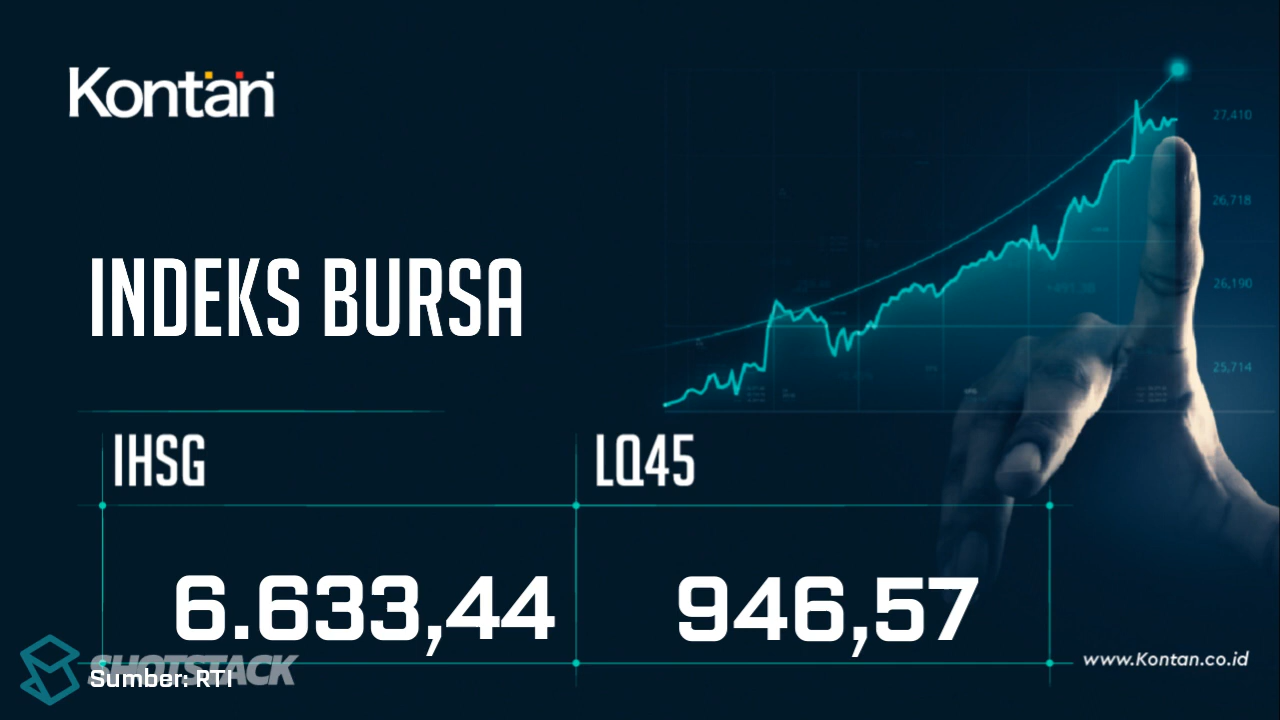 Kontan
27,410
26,718
INDEKS BURSA
26,190
25,714
IHSG
LQ45
6.633,44
946,57
www.Kontan.co.id
SHOTSTACK
Sumber: RTI